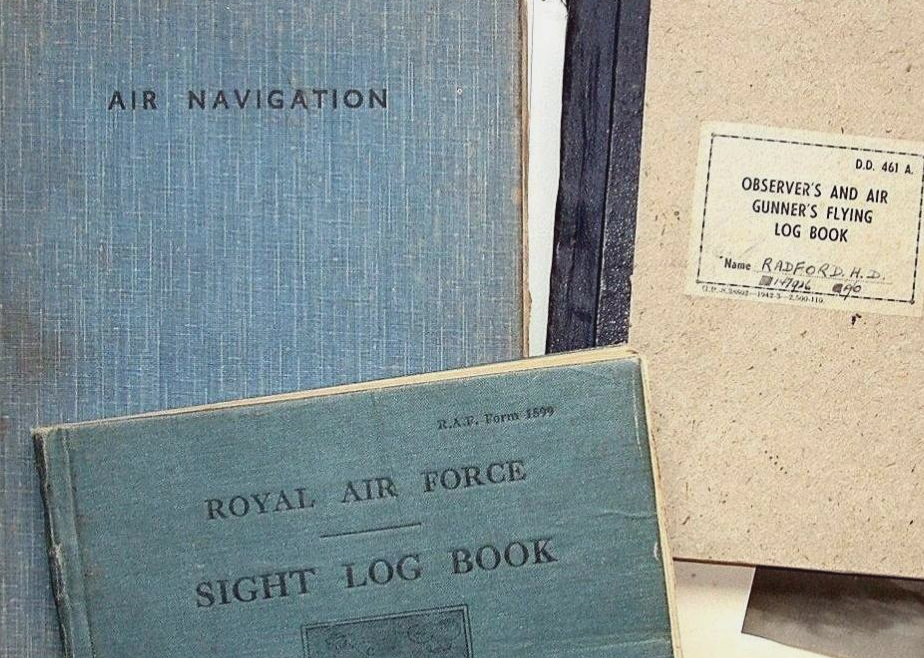 AIR NAVIGATION
D.D. 461 A.
OBSERVER'S AND AIR
GUNNER'S FLYING
LOG BOOK
Name RADFORD. H.D.
R.A.F. Form 1599
ROYAL AIR FORCE
SIGHT LOG BOOK